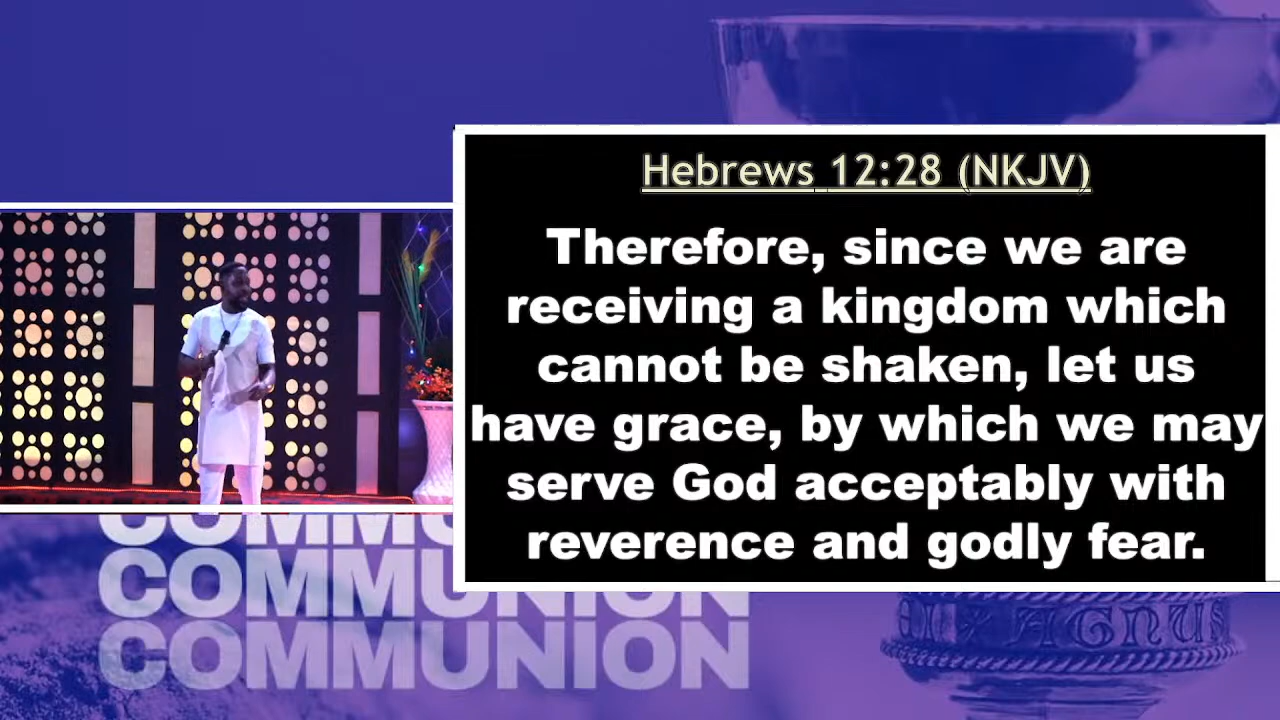 Hebrews 12:28 (NKJV)
Therefore, since we are
receiving a kingdom which
cannot be shaken, let us
have grace, by which we may
serve God acceptably with
reverence and godly fear.
COMMUNION
COMMUNION
AGNUS